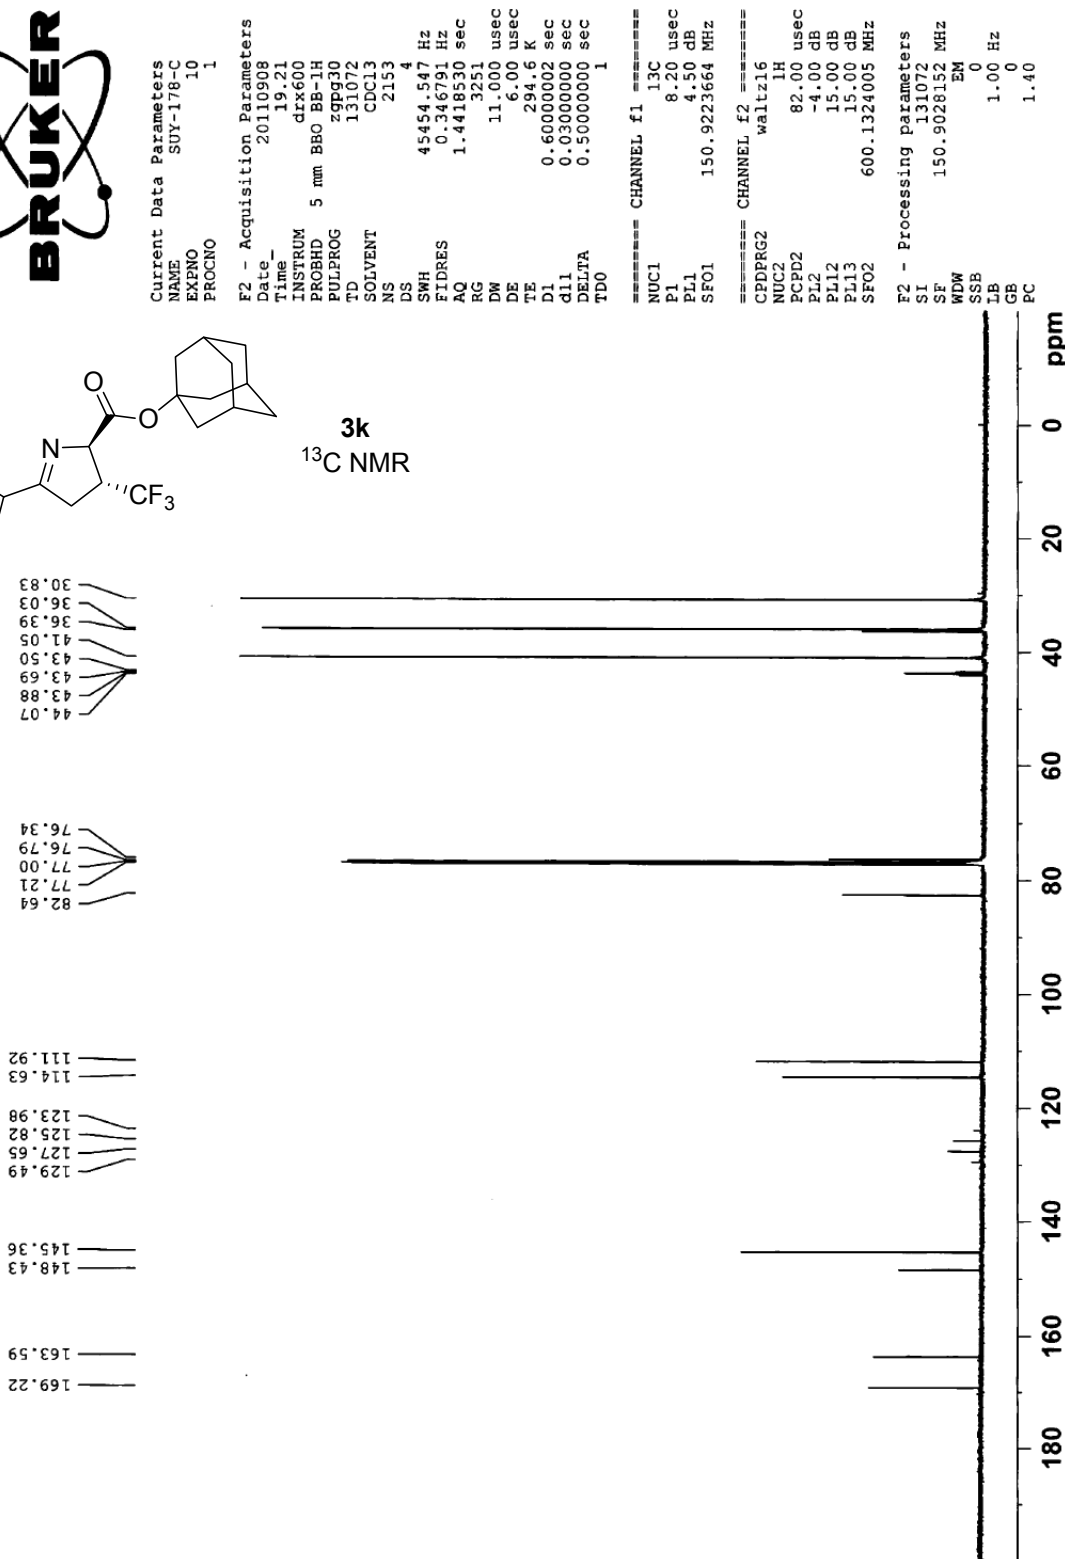 BRUKER
Current Data Parameters
NAME SUY-178-C
EXPNO 10
PROCNO 1
F2 - Acquisition Parameters
Date_ 20110908
Time 19.21
INSTRUM drx600
PROBHD 5 mm BBO BB-1H
PULPROG zgpg30
TD 131072
SOLVENT CDCl3
NS 2153
DS 4
SWH 45454.547 Hz
FIDRES 0.346791 Hz
AQ 1.4418530 sec
RG 3251
DW 11.000 usec
DE 6.00 usec
TE 294.6 K
D1 0.60000002 sec
d11 0.03000000 sec
DELTA 0.50000000 sec
TD0 1
======== CHANNEL f1 ========
NUC1 13C
P1 8.20 usec
PL1 4.50 dB
SFO1 150.9223664 MHz
======== CHANNEL f2 ========
CPDPRG2 waltz16
NUC2 1H
PCPD2 82.00 usec
PL2 -4.00 dB
PL12 15.00 dB
PL13 15.00 dB
SFO2 600.1324005 MHz
F2 - Processing parameters
SI 131072
SF 150.9028152 MHz
WDW EM
SSB 0
LB 1.00 Hz
GB 0
PC 1.40
O
O
N
CF3
3k
13C NMR
30.83
36.03
36.39
41.05
43.50
43.69
43.88
44.07
76.34
76.79
77.00
77.21
82.64
111.92
114.63
123.98
125.82
127.65
129.49
145.36
148.43
163.59
169.22
ppm
0
20
40
60
80
100
120
140
160
180